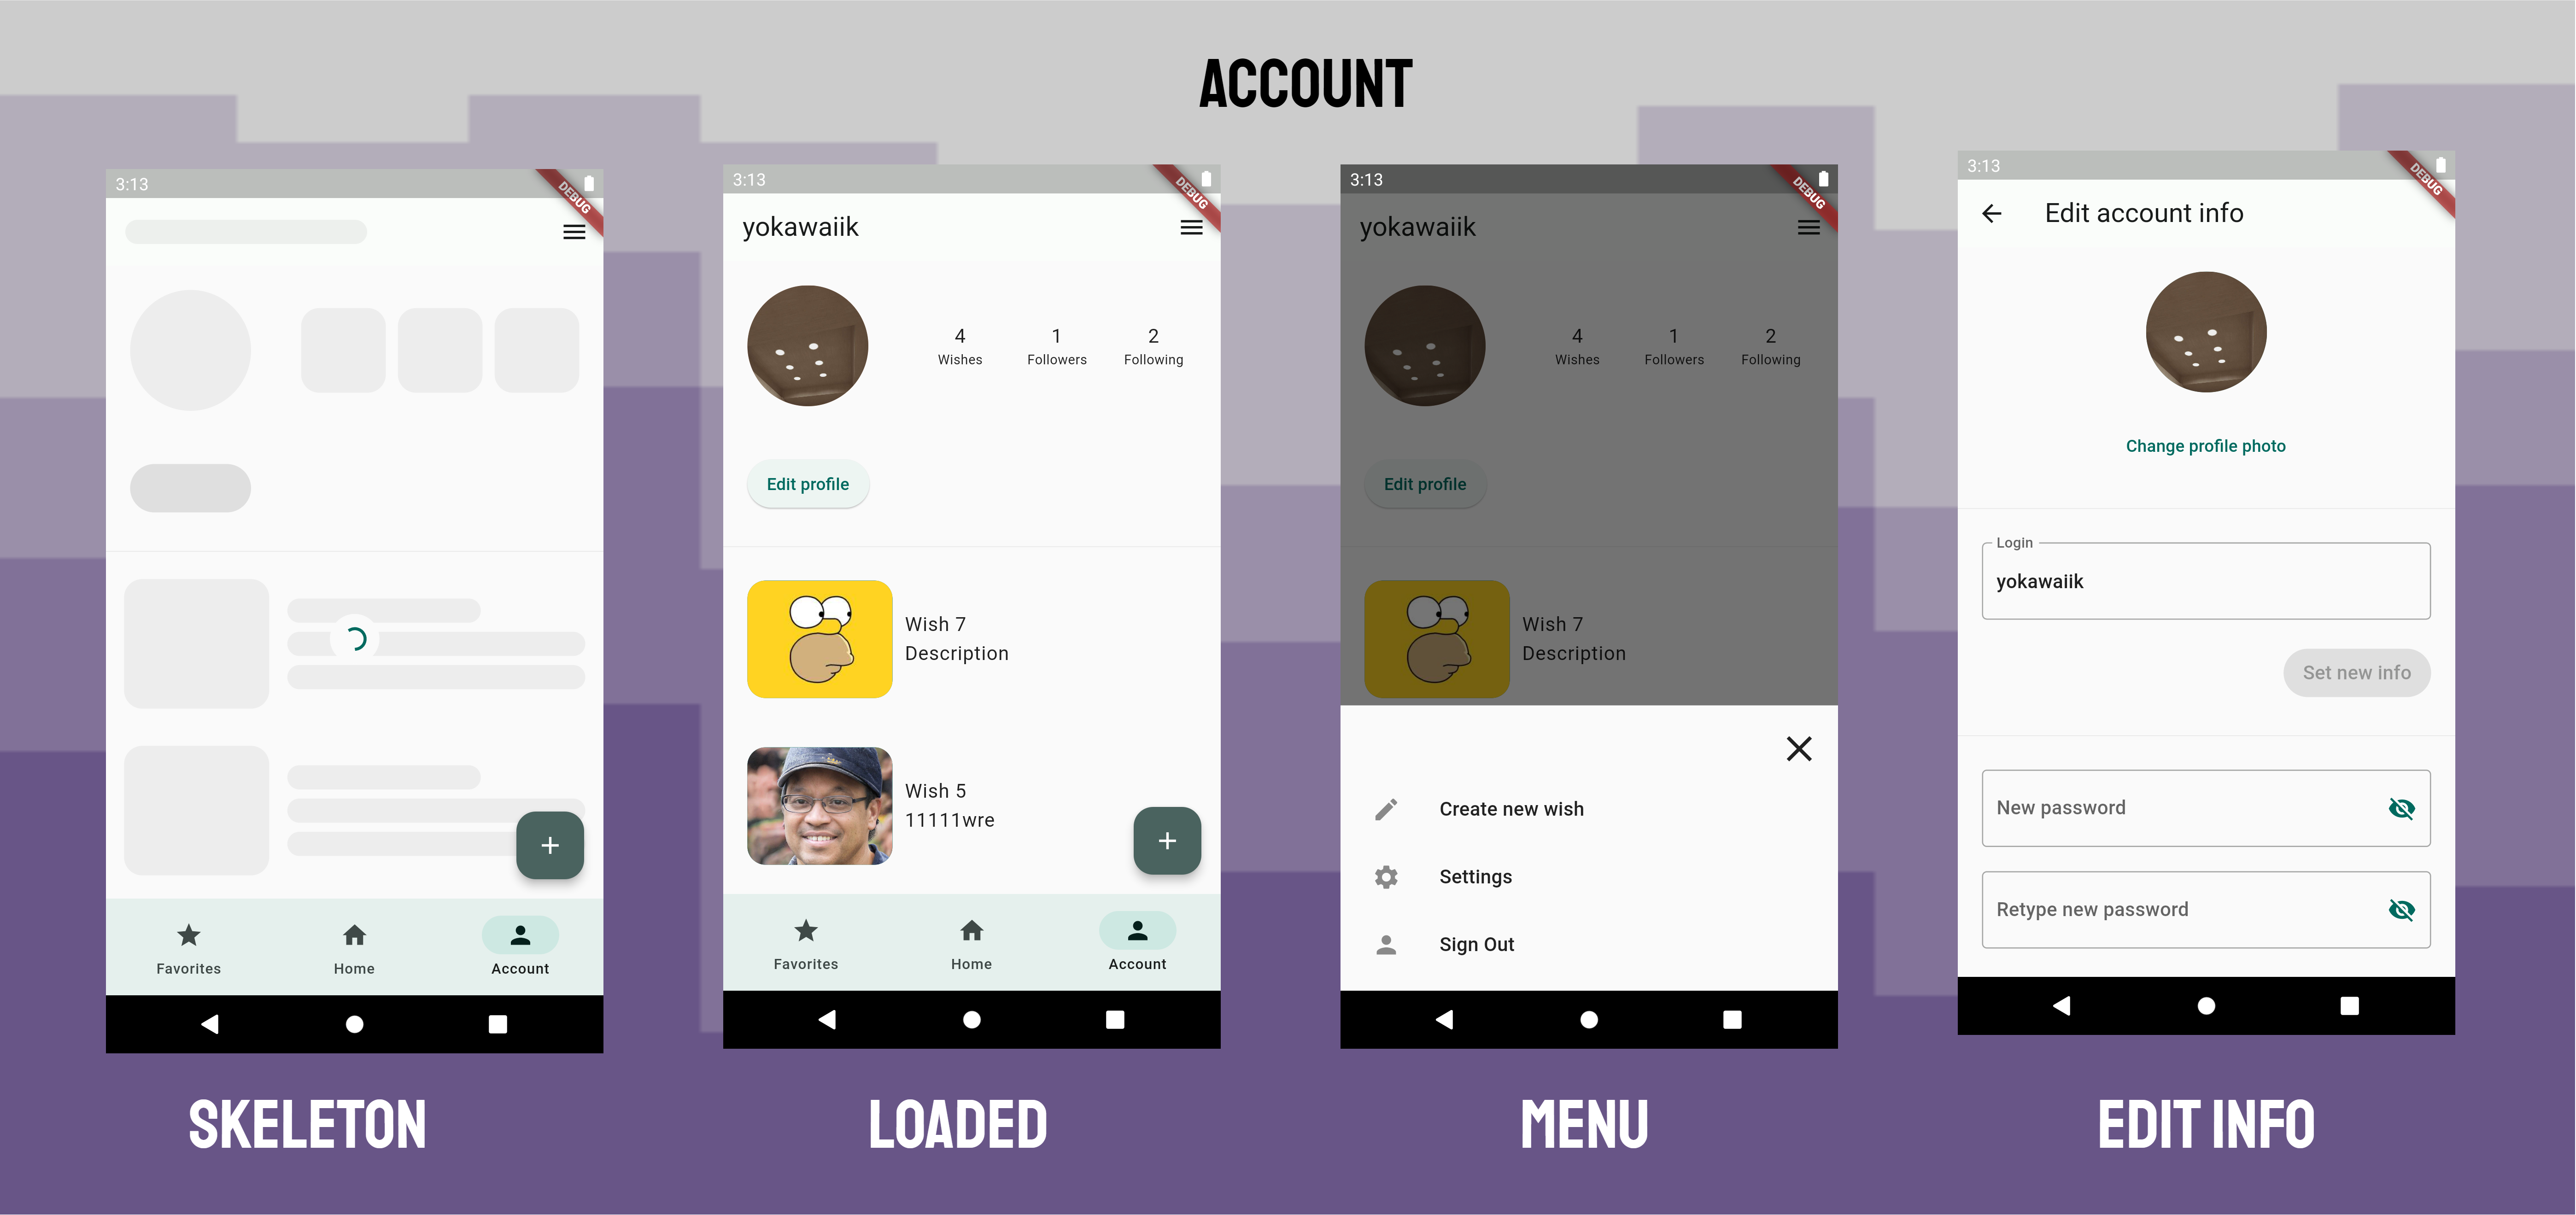 ACCOUNT
3:13
DEBUG
Favorites
Home
Account
SKELETON
3:13
DEBUG
yokawaiik
4
1
2
Wishes
Followers
Following
Edit profile
Wish 7
Description
Wish 5
11111wre
Favorites
Home
Account
LOADED
3:13
DEBUG
yokawaiik
4
1
2
Wishes
Followers
Following
Edit profile
Wish 7
Description
Create new wish
Settings
Sign Out
MENU
3:13
DEBUG
Edit account info
Change profile photo
Login
yokawaiik
Set new info
New password
Retype new password
EDIT INFO